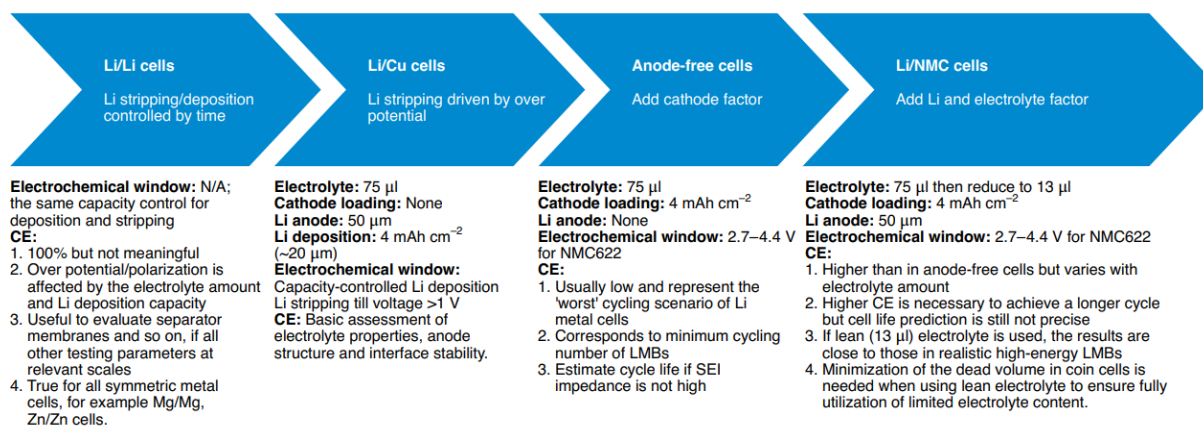 Li/Li cells
Li stripping/deposition
controlled by time
Electrochemical window: N/A;
the same capacity control for
deposition and stripping
CE:
1. 100% but not meaningful
2. Over potential/polarization is
affected by the electrolyte amount
and Li deposition capacity
3. Useful to evaluate separator
membranes and so on, if all
other testing parameters at
relevant scales
4. True for all symmetric metal
cells, for example Mg/Mg,
Zn/Zn cells.
Li/Cu cells
Li stripping driven by over
potential
Electrolyte: 75 µl
Cathode loading: None
Li anode: 50 µm
Li deposition: 4 mAh cm⁻²
(~20 µm)
Electrochemical window:
Capacity-controlled Li deposition
Li stripping till voltage >1 V
CE: Basic assessment of
electrolyte properties, anode
structure and interface stability.
Anode-free cells
Add cathode factor
Electrolyte: 75 µl
Cathode loading: 4 mAh cm⁻²
Li anode: None
Electrochemical window: 2.7–4.4 V
for NMC622
CE:
1. Usually low and represent the
'worst' cycling scenario of Li
metal cells
2. Corresponds to minimum cycling
number of LMBs
3. Estimate cycle life if SEI
impedance is not high
Li/NMC cells
Add Li and electrolyte factor
Electrolyte: 75 µl then reduce to 13 µl
Cathode loading: 4 mAh cm⁻²
Li anode: 50 µm
Electrochemical window: 2.7–4.4 V for NMC622
CE:
1. Higher than in anode-free cells but varies with
electrolyte amount
2. Higher CE is necessary to achieve a longer cycle
but cell life prediction is still not precise
3. If lean (13 µl) electrolyte is used, the results are
close to those in realistic high-energy LMBs
4. Minimization of the dead volume in coin cells is
needed when using lean electrolyte to ensure fully
utilization of limited electrolyte content.